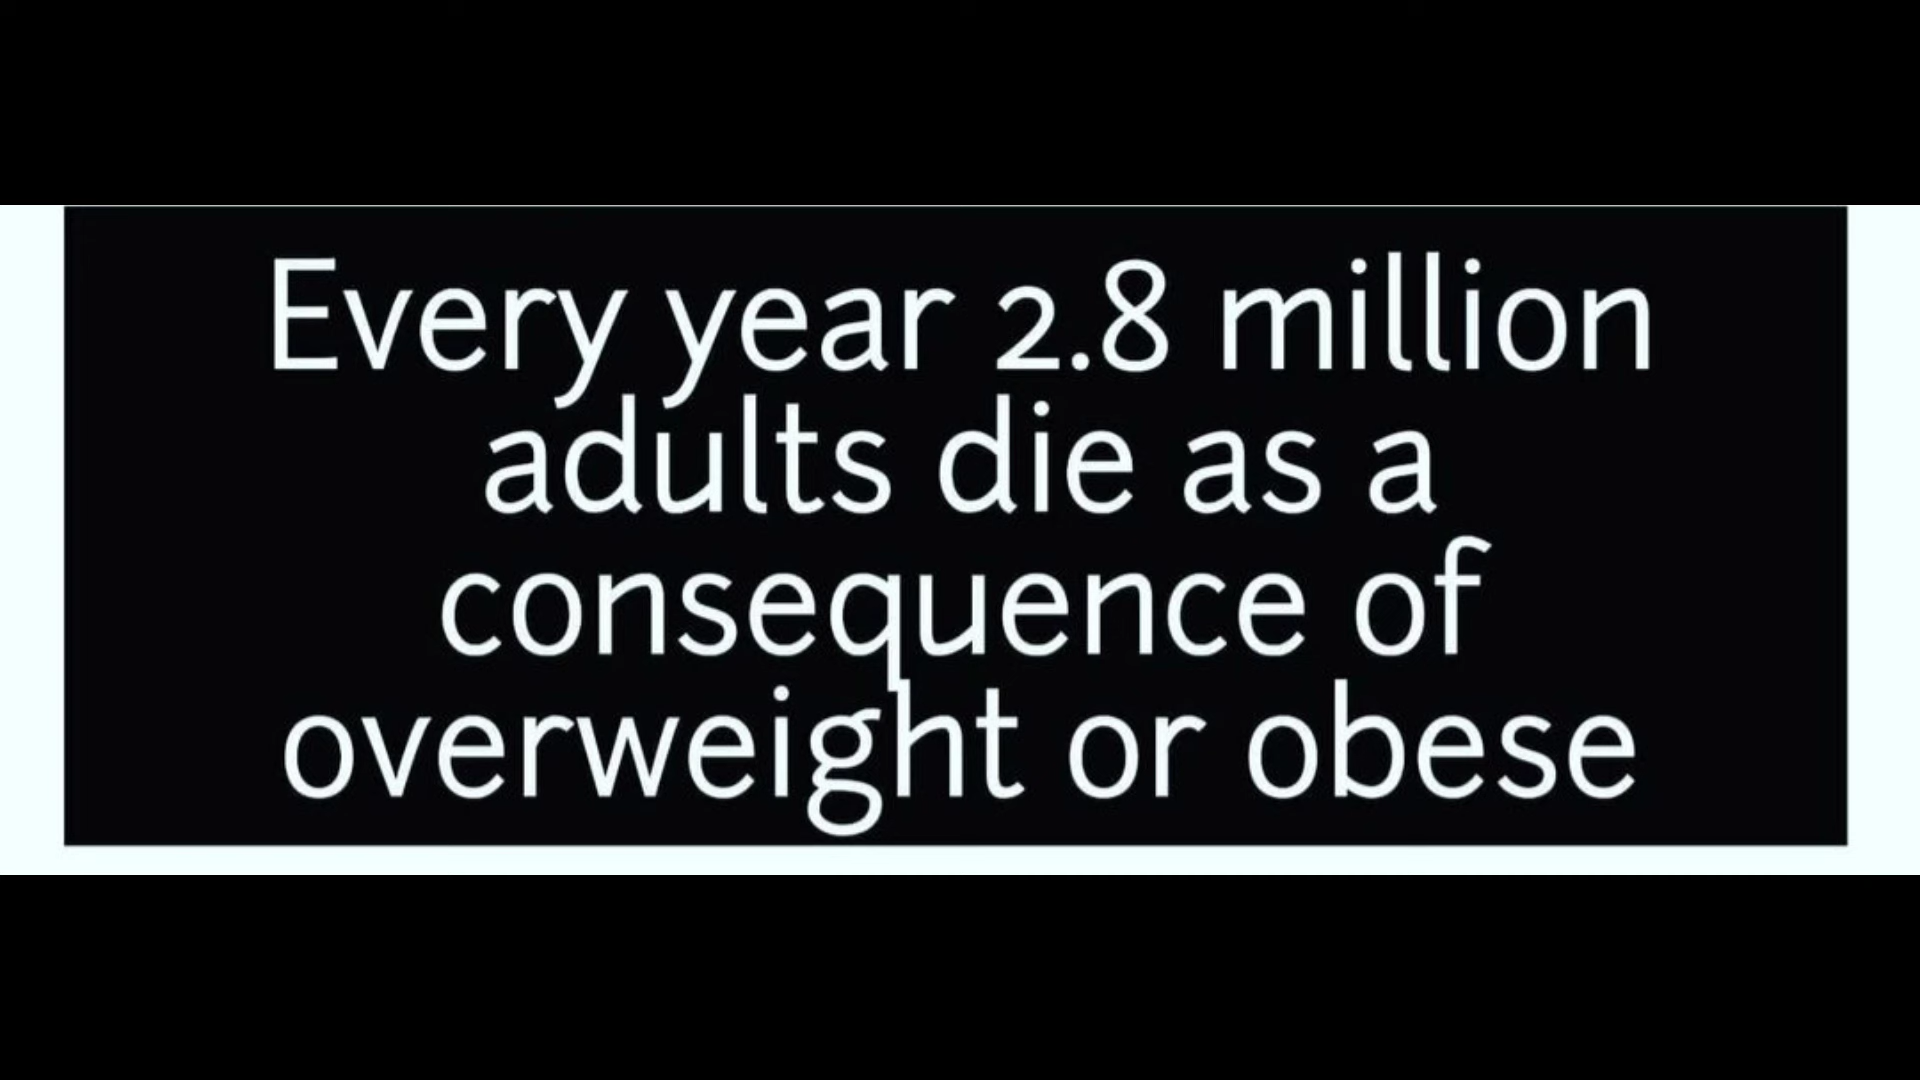 Every year 2.8 million
adults die as a
consequence of
overweight or obese